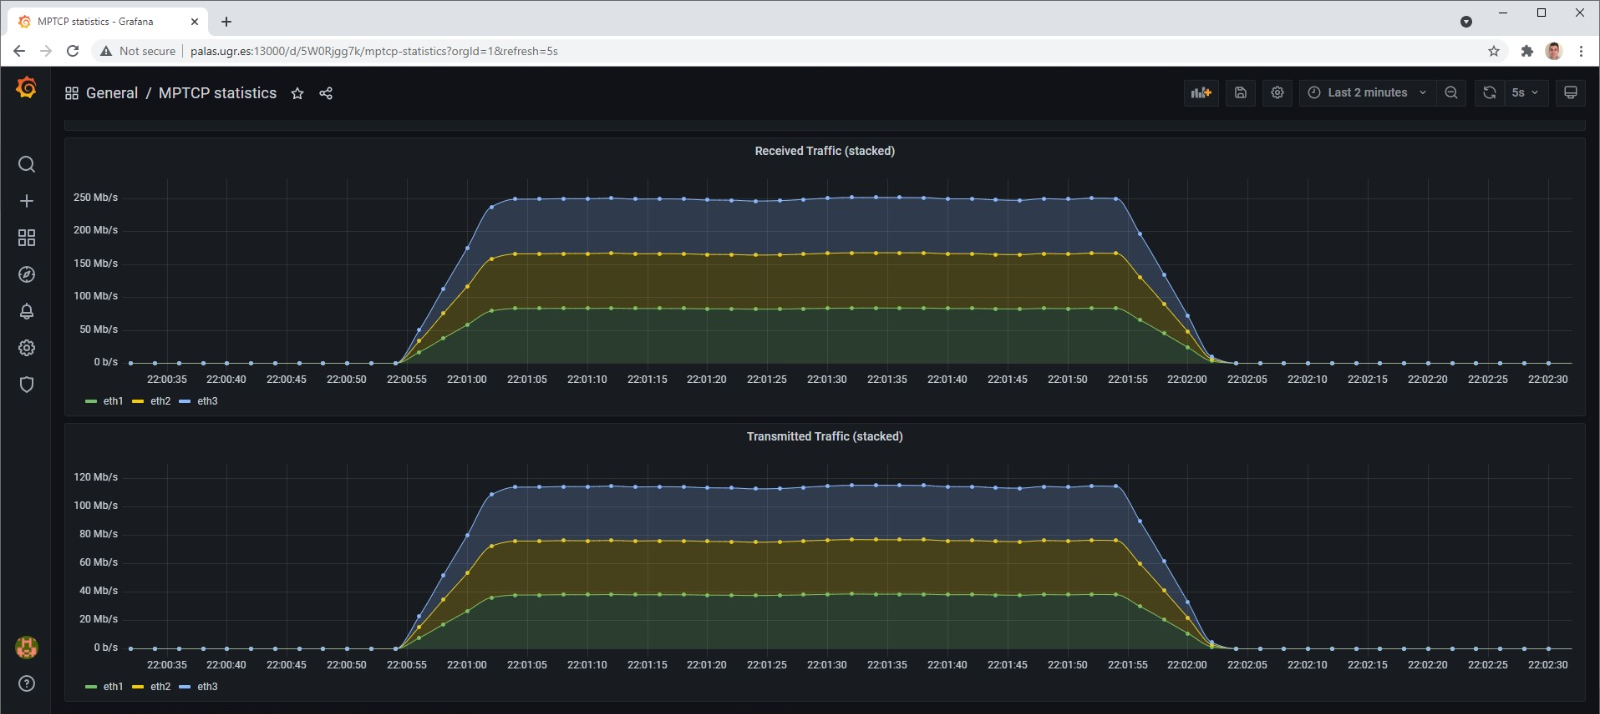 MPTCP statistics - Grafana
Not secure palas.ugr.es:13000/d/5W0Rjgg7k/mptcp-statistics?orgId=1&refresh=5s
General / MPTCP statistics Last 2 minutes 5s
Received Traffic (stacked)
250 Mb/s
200 Mb/s
150 Mb/s
100 Mb/s
50 Mb/s
0 b/s
22:00:35 22:00:40 22:00:45 22:00:50 22:00:55 22:01:00 22:01:05 22:01:10 22:01:15 22:01:20 22:01:25 22:01:30 22:01:35 22:01:40 22:01:45 22:01:50 22:01:55 22:02:00 22:02:05 22:02:10 22:02:15 22:02:20 22:02:25 22:02:30
eth1 eth2 eth3
Transmitted Traffic (stacked)
120 Mb/s
100 Mb/s
80 Mb/s
60 Mb/s
40 Mb/s
20 Mb/s
0 b/s
22:00:35 22:00:40 22:00:45 22:00:50 22:00:55 22:01:00 22:01:05 22:01:10 22:01:15 22:01:20 22:01:25 22:01:30 22:01:35 22:01:40 22:01:45 22:01:50 22:01:55 22:02:00 22:02:05 22:02:10 22:02:15 22:02:20 22:02:25 22:02:30
eth1 eth2 eth3